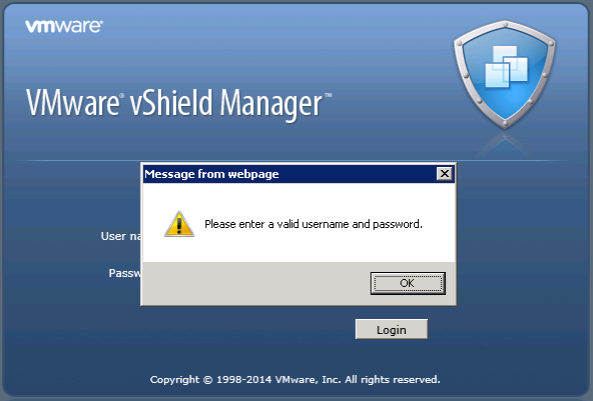 vmware®
VMware® vShield Manager™
Message from webpage
Please enter a valid username and password.
User na
OK
Passw
Login
Copyright © 1998-2014 VMware, Inc. All rights reserved.